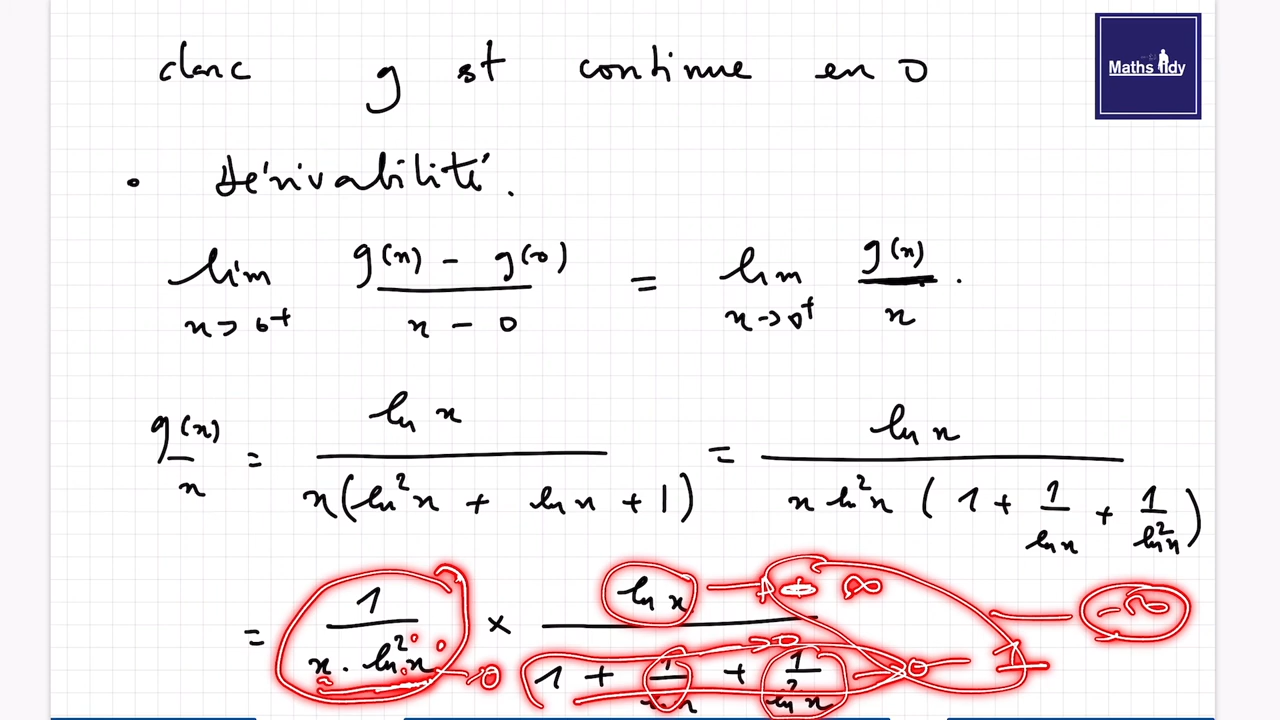 Maths idy
donc g st continue en 0
• Dérivabilité.
lim x→0+ (g(x) - g(0))/(x - 0) = lim x→0+ g(x)/x .
g(x)/x = ln x/(x(ln²x + ln x + 1)) = ln x/(x ln²x (1 + 1/ln x + 1/ln²x))
= 1/(x . ln²x) × ln x/(1 + 1/ln x + 1/ln²x)